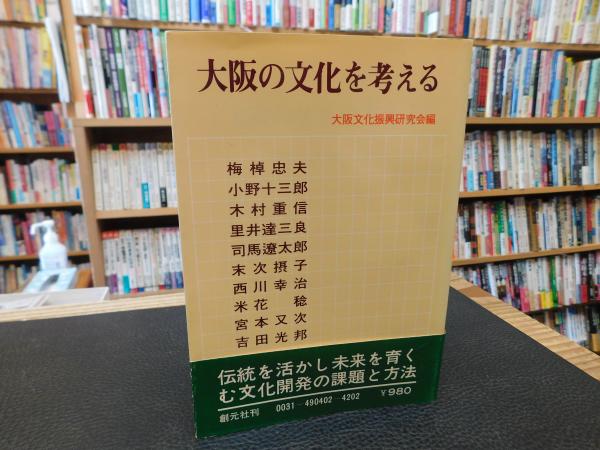 大阪の文化を考える
大阪文化振興研究会編
梅棹忠夫
小野十三郎
木村重信
里井達三良
司馬遼太郎
末次摂子
西川幸治
米花稔
宮本又次
吉田光邦
伝統を活かし未来を育く
む文化開発の課題と方法
創元社刊 0031-490402-4202 ¥980